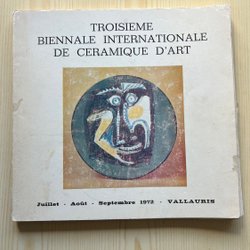 TROISIEME
BIENNALE INTERNATIONALE
DE CERAMIQUE D'ART
Juillet - Août - Septembre 1972 - VALLAURIS